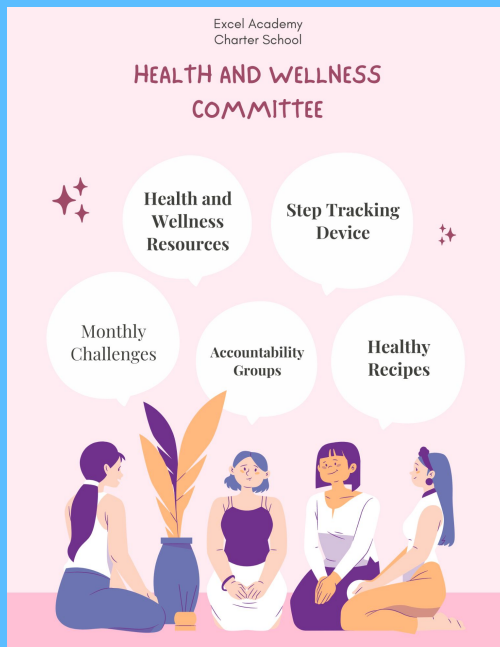 Excel Academy
Charter School
HEALTH AND WELLNESS
COMMITTEE
Health and
Wellness
Resources
Step Tracking
Device
Monthly
Challenges
Accountability
Groups
Healthy
Recipes